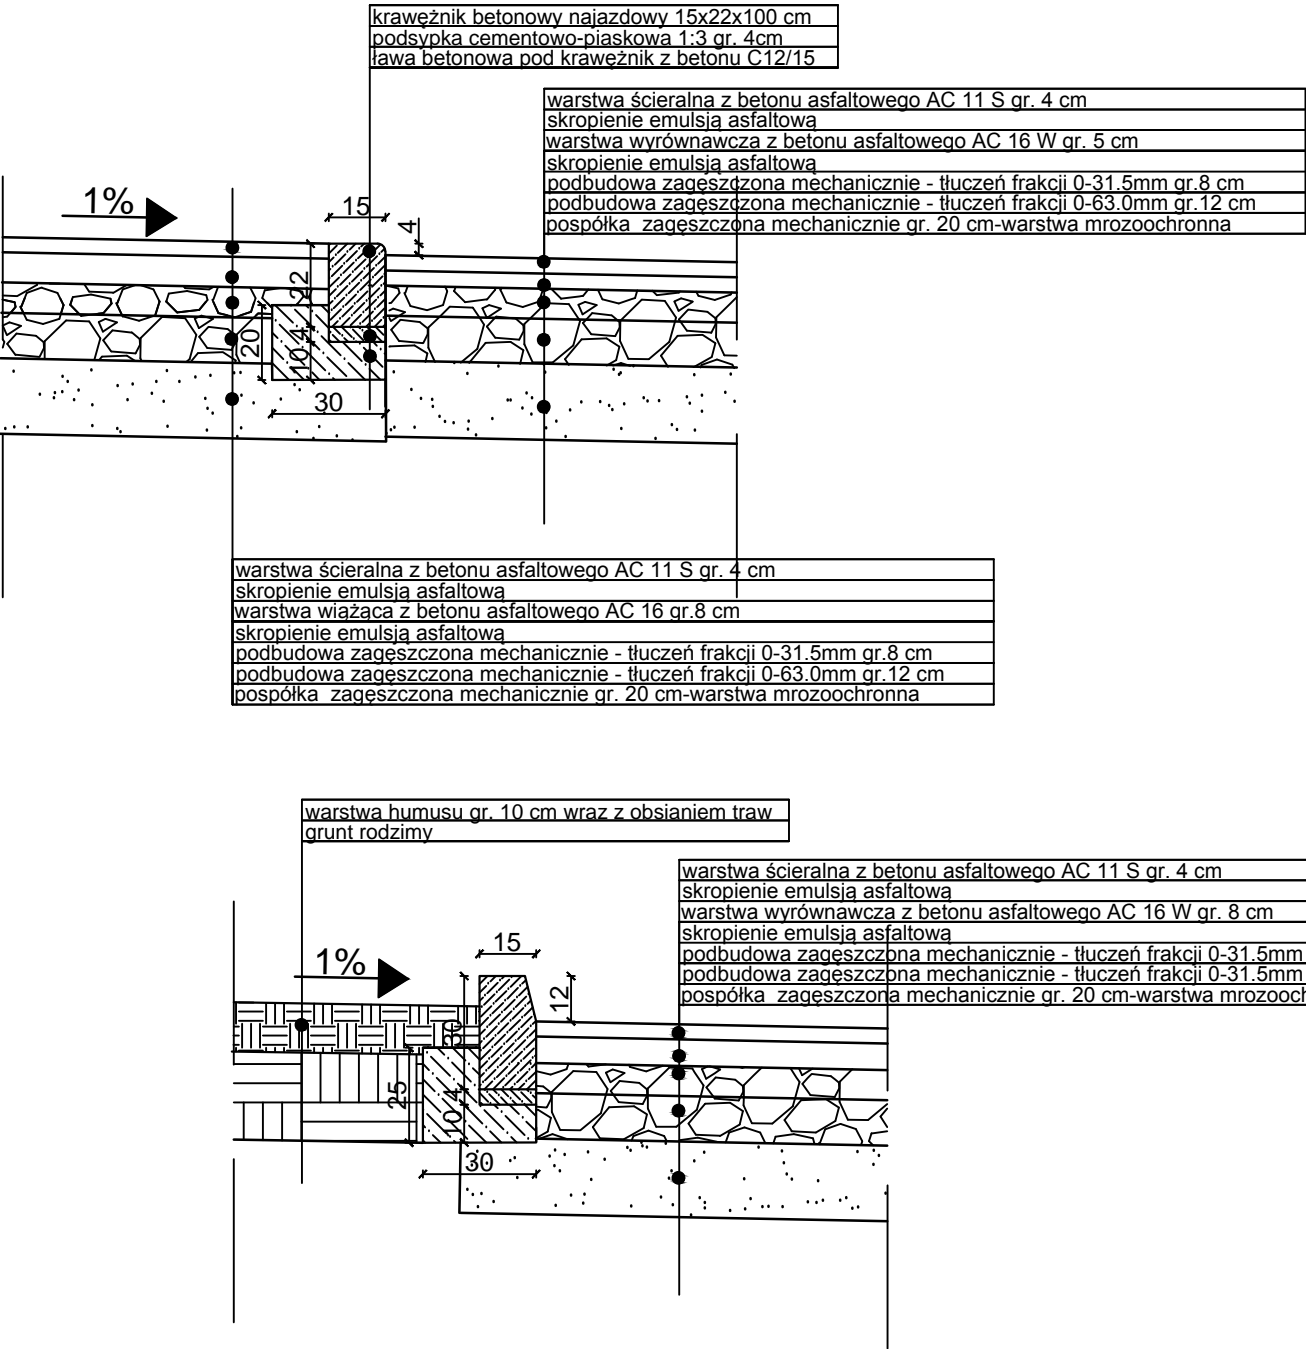 krawężnik betonowy najazdowy 15x22x100 cm
podsypka cementowo-piaskowa 1:3 gr. 4cm
ława betonowa pod krawężnik z betonu C12/15
warstwa ścieralna z betonu asfaltowego AC 11 S gr. 4 cm
skropienie emulsją asfaltową
warstwa wyrównawcza z betonu asfaltowego AC 16 W gr. 5 cm
skropienie emulsją asfaltową
podbudowa zagęszczona mechanicznie - tłuczeń frakcji 0-31.5mm gr.8 cm
podbudowa zagęszczona mechanicznie - tłuczeń frakcji 0-63.0mm gr.12 cm
pospółka zagęszczona mechanicznie gr. 20 cm-warstwa mrozoochronna
1%
15
4
22
20
4
10
30
warstwa ścieralna z betonu asfaltowego AC 11 S gr. 4 cm
skropienie emulsją asfaltową
warstwa wiążąca z betonu asfaltowego AC 16 gr.8 cm
skropienie emulsją asfaltową
podbudowa zagęszczona mechanicznie - tłuczeń frakcji 0-31.5mm gr.8 cm
podbudowa zagęszczona mechanicznie - tłuczeń frakcji 0-63.0mm gr.12 cm
pospółka zagęszczona mechanicznie gr. 20 cm-warstwa mrozoochronna
warstwa humusu gr. 10 cm wraz z obsianiem traw
grunt rodzimy
warstwa ścieralna z betonu asfaltowego AC 11 S gr. 4 cm
skropienie emulsją asfaltową
warstwa wyrównawcza z betonu asfaltowego AC 16 W gr. 8 cm
skropienie emulsją asfaltową
podbudowa zagęszczona mechanicznie - tłuczeń frakcji 0-31.5mm
podbudowa zagęszczona mechanicznie - tłuczeń frakcji 0-31.5mm
pospółka zagęszczona mechanicznie gr. 20 cm-warstwa mrozooch
1%
15
12
30
25
4
10
30